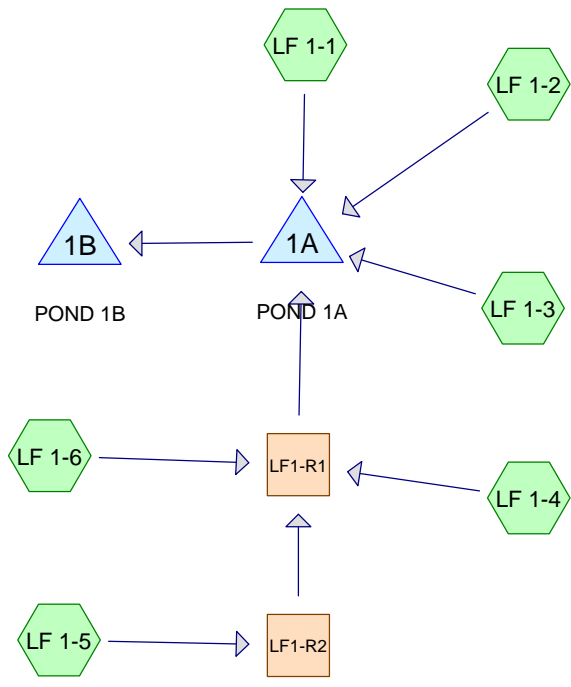 LF 1-1
LF 1-2
1B
1A
POND 1B
POND 1A
LF 1-3
LF 1-6
LF1-R1
LF 1-4
LF 1-5
LF1-R2